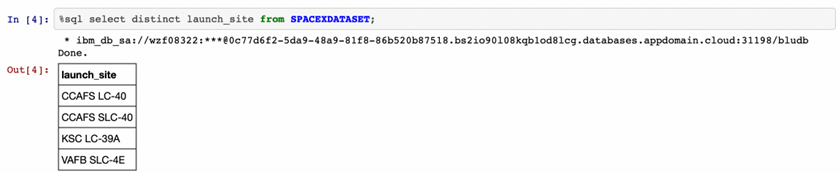 In [4]: %sql select distinct launch_site from SPACEXDATASET;
* ibm_db_sa://wzf08322:***@0c77d6f2-5da9-48a9-81f8-86b520b87518.bs2io90l08kqb1od8lcg.databases.appdomain.cloud:31198/bludb
Done.
Out[4]: launch_site
CCAFS LC-40
CCAFS SLC-40
KSC LC-39A
VAFB SLC-4E